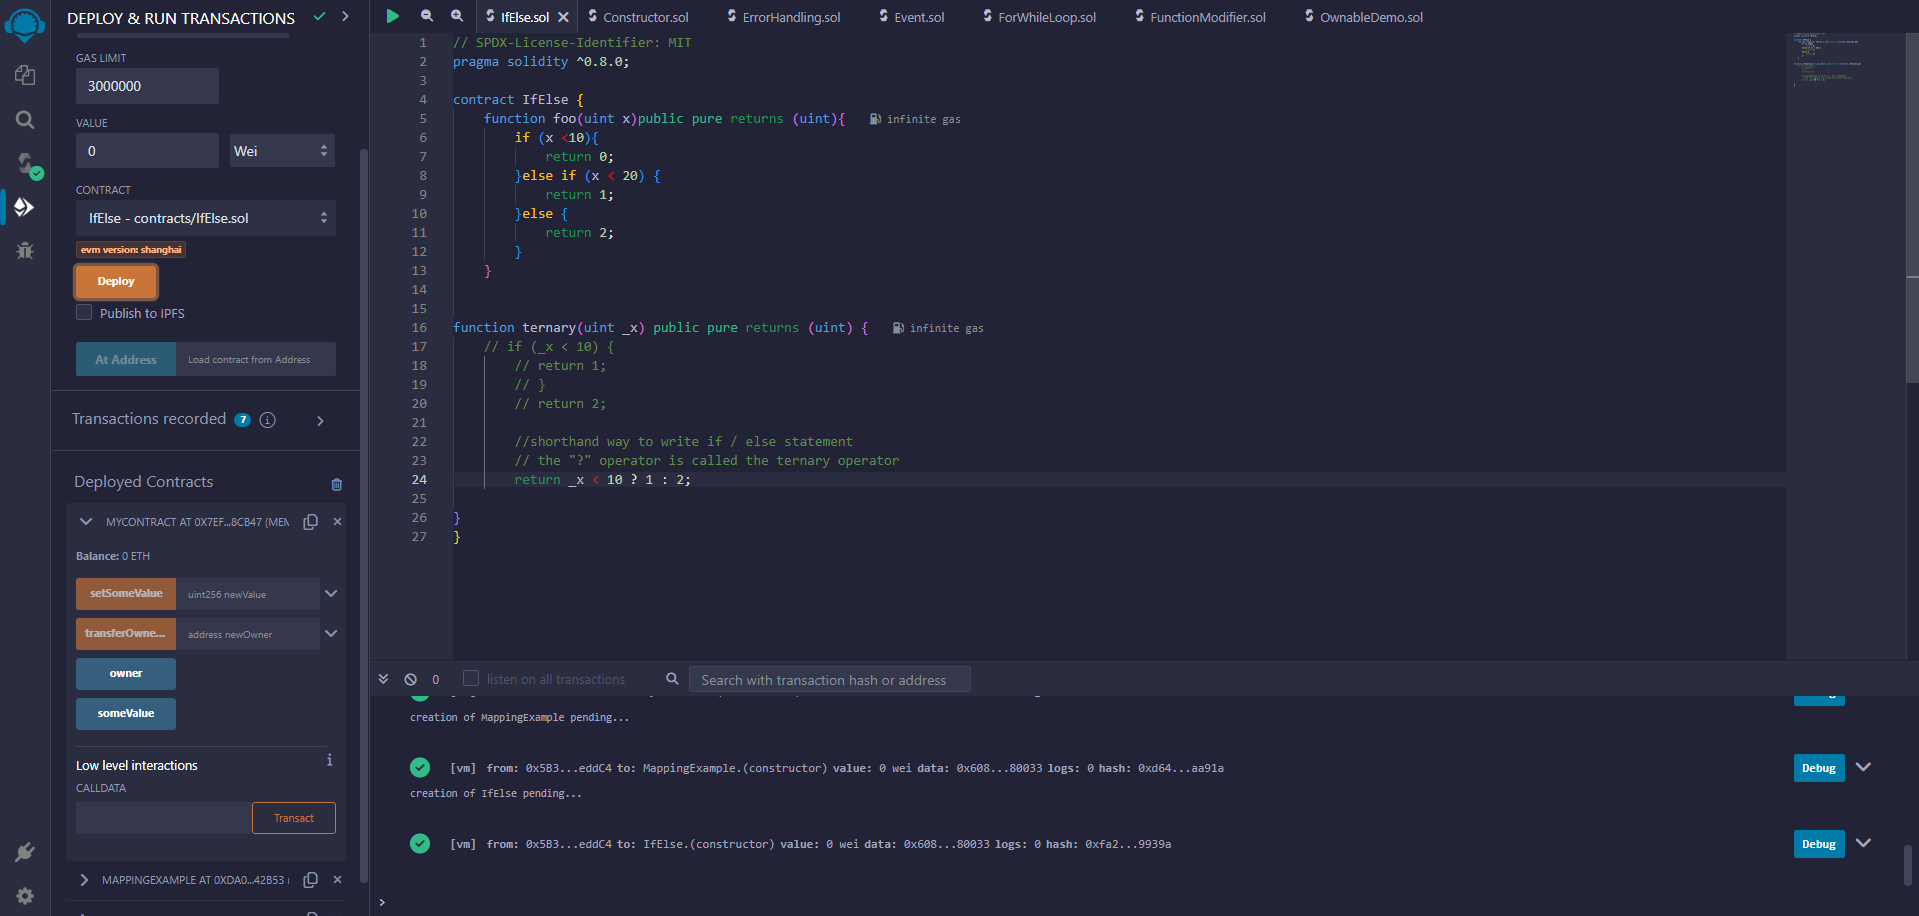 DEPLOY & RUN TRANSACTIONS
GAS LIMIT
3000000
VALUE
0
Wei
CONTRACT
IfElse - contracts/IfElse.sol
evm version: shanghai
Deploy
Publish to IPFS
At Address
Load contract from Address
Transactions recorded 7 i
Deployed Contracts
MYCONTRACT AT 0X7EF...8CB47 (MEM
Balance: 0 ETH
setSomeValue
uint256 newValue
transferOwne...
address newOwner
owner
someValue
Low level interactions
i
CALLDATA
Transact
MAPPINGEXAMPLE AT 0XDA0...42B53 (
IfElse.sol
Constructor.sol
ErrorHandling.sol
Event.sol
ForWhileLoop.sol
FunctionModifier.sol
OwnableDemo.sol
1 // SPDX-License-Identifier: MIT
2 pragma solidity ^0.8.0;
3
4 contract IfElse {
5 function foo(uint x)public pure returns (uint){ infinite gas
6 if (x <10){
7 return 0;
8 }else if (x < 20) {
9 return 1;
10 }else {
11 return 2;
12 }
13 }
14
15
16 function ternary(uint _x) public pure returns (uint) { infinite gas
17 // if (_x < 10) {
18 // return 1;
19 // }
20 // return 2;
21
22 //shorthand way to write if / else statement
23 // the "?" operator is called the ternary operator
24 return _x < 10 ? 1 : 2;
25
26 }
27 }
0
listen on all transactions
Search with transaction hash or address
creation of MappingExample pending...
[vm] from: 0x5B3...eddC4 to: MappingExample.(constructor) value: 0 wei data: 0x608...80033 logs: 0 hash: 0xd64...aa91a
Debug
creation of IfElse pending...
[vm] from: 0x5B3...eddC4 to: IfElse.(constructor) value: 0 wei data: 0x608...80033 logs: 0 hash: 0xfa2...9939a
Debug
>